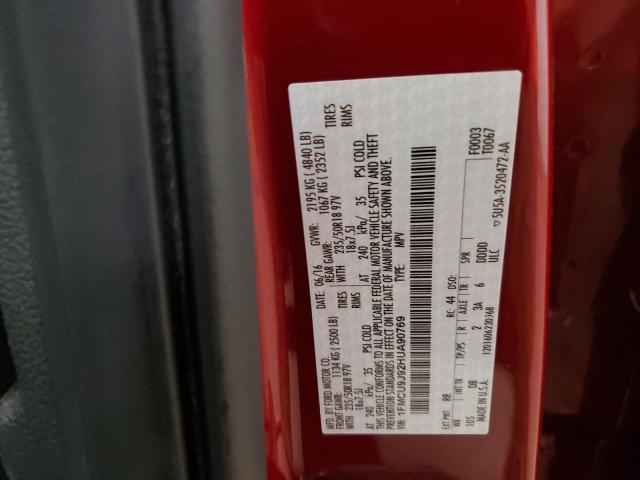 MFD. BY FORD MOTOR CO.
DATE: 06/16 GVWR: 2195 KG ( 4840 LB)
FRONT GAWR: 1134 KG ( 2500 LB) REAR GAWR: 1067 KG ( 2352 LB)
235/50R18 97V TIRES WITH 235/50R18 97V TIRES
18x7.5J RIMS 18x7.5J RIMS
AT 240 kPa/ 35 PSI COLD AT 240 kPa/ 35 PSI COLD
THIS VEHICLE CONFORMS TO ALL APPLICABLE FEDERAL MOTOR VEHICLE SAFETY AND THEFT
PREVENTION STANDARDS IN EFFECT ON THE DATE OF MANUFACTURE SHOWN ABOVE.
VIN: 1FMCU9J92HUA90769 TYPE: MPV
F0003
T0067
EXT PNT: RR RC: 44 DSO:
WB INT TR TP/PS R AXLE TR SPR
105 DB 2 3A 6 DDDD
MADE IN U.S.A. ULC
1201606230768 5U5A-3520472-AA